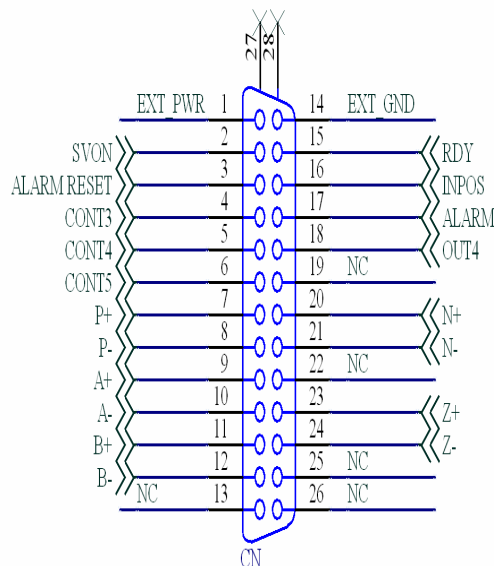 27 28
EXT_PWR 1 14 EXT_GND
2 15
SVON RDY
3 16
ALARM RESET INPOS
4 17
CONT3 ALARM
5 18
CONT4 OUT4
6 19 NC
CONT5
7 20
P+ N+
8 21
P- N-
9 22 NC
A+
10 23
A- Z+
11 24
B+ Z-
12 25 NC
B-
NC 13 26 NC
CN